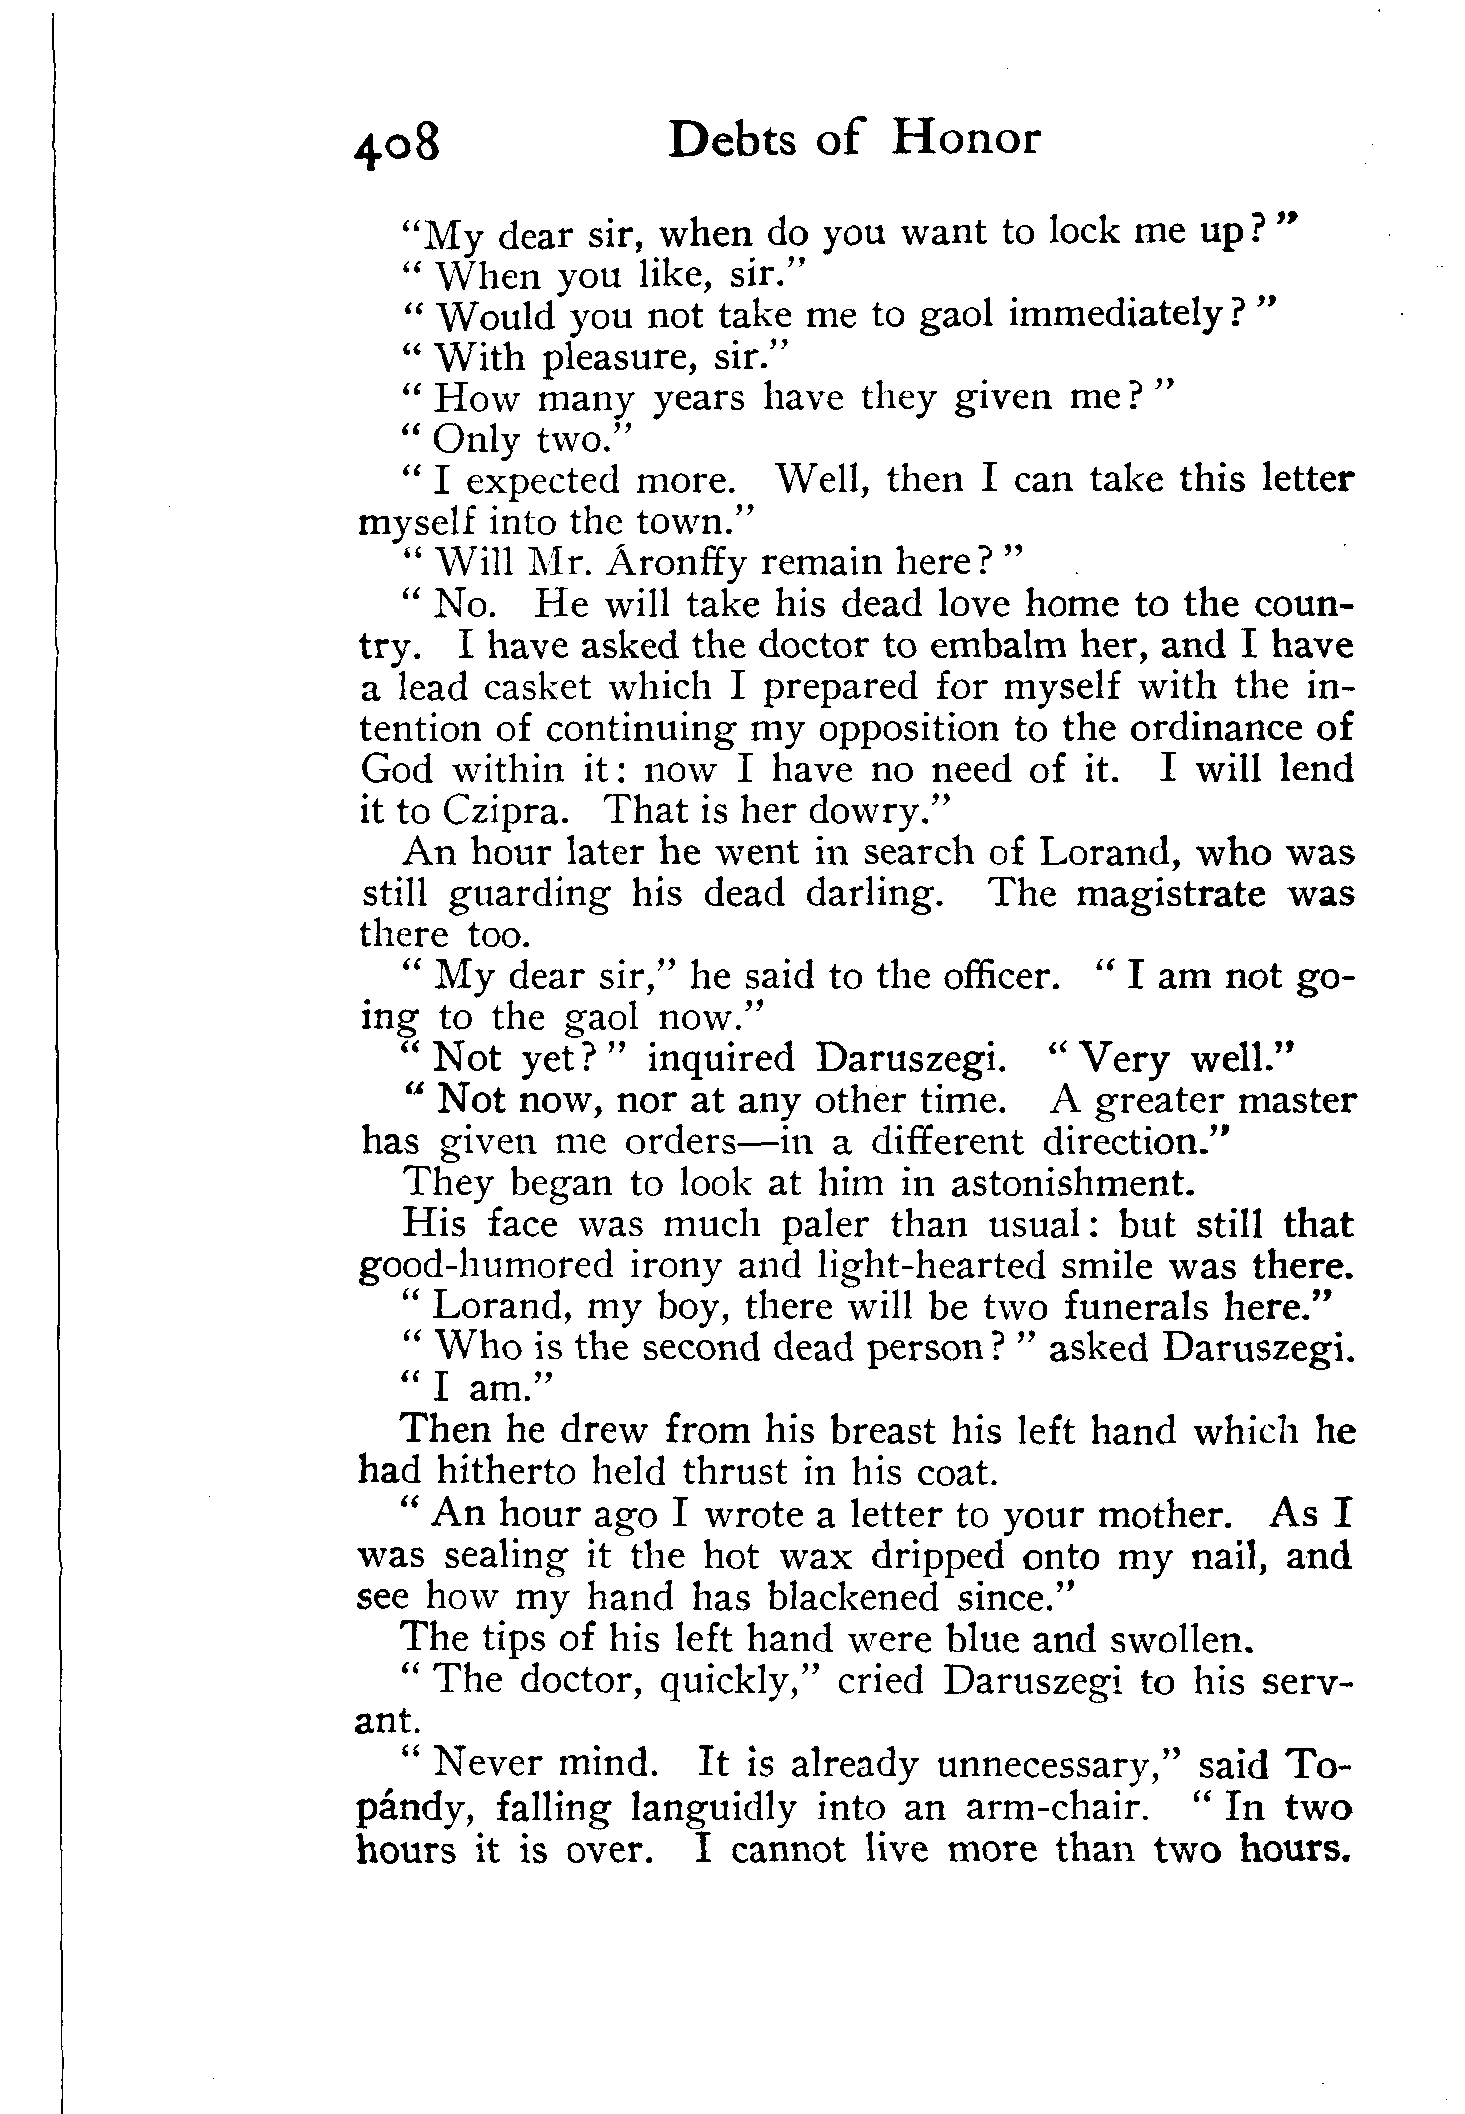 408 Debts of Honor
"My dear sir, when do you want to lock me up?"
"When you like, sir."
"Would you not take me to gaol immediately?"
"With pleasure, sir."
"How many years have they given me?"
"Only two."
"I expected more. Well, then I can take this letter
myself into the town."
"Will Mr. Áronffy remain here?"
"No. He will take his dead love home to the coun-
try. I have asked the doctor to embalm her, and I have
a lead casket which I prepared for myself with the in-
tention of continuing my opposition to the ordinance of
God within it: now I have no need of it. I will lend
it to Czipra. That is her dowry."
An hour later he went in search of Lorand, who was
still guarding his dead darling. The magistrate was
there too.
"My dear sir," he said to the officer. "I am not go-
ing to the gaol now."
"Not yet?" inquired Daruszegi. "Very well."
"Not now, nor at any other time. A greater master
has given me orders—in a different direction."
They began to look at him in astonishment.
His face was much paler than usual: but still that
good-humored irony and light-hearted smile was there.
"Lorand, my boy, there will be two funerals here."
"Who is the second dead person?" asked Daruszegi.
"I am."
Then he drew from his breast his left hand which he
had hitherto held thrust in his coat.
"An hour ago I wrote a letter to your mother. As I
was sealing it the hot wax dripped onto my nail, and
see how my hand has blackened since."
The tips of his left hand were blue and swollen.
"The doctor, quickly," cried Daruszegi to his serv-
ant.
"Never mind. It is already unnecessary," said To-
pándy, falling languidly into an arm-chair. "In two
hours it is over. I cannot live more than two hours.